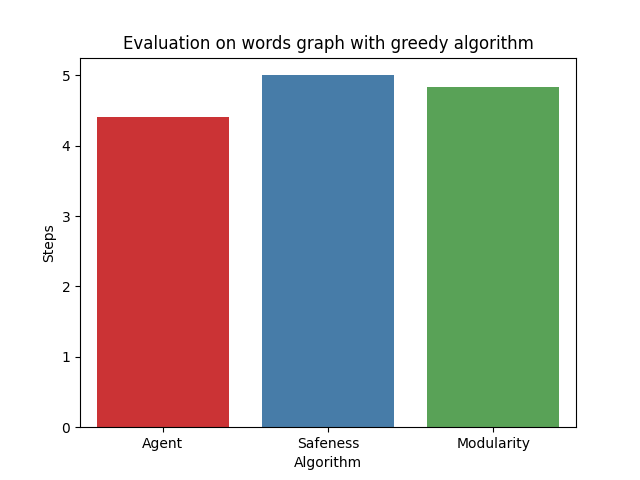 Evaluation on words graph with greedy algorithm
5
4
3
2
1
0
Steps
Agent
Safeness
Modularity
Algorithm